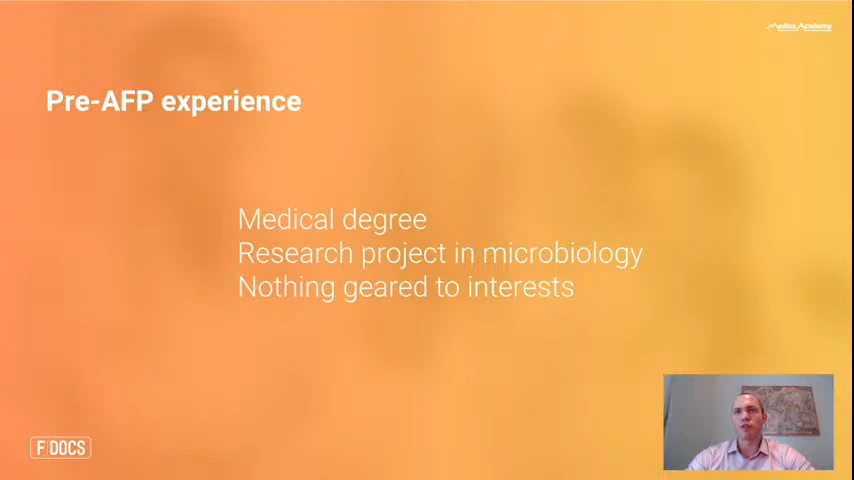 Medica Academy
Pre-AFP experience
Medical degree
Research project in microbiology
Nothing geared to interests
F|DOCS